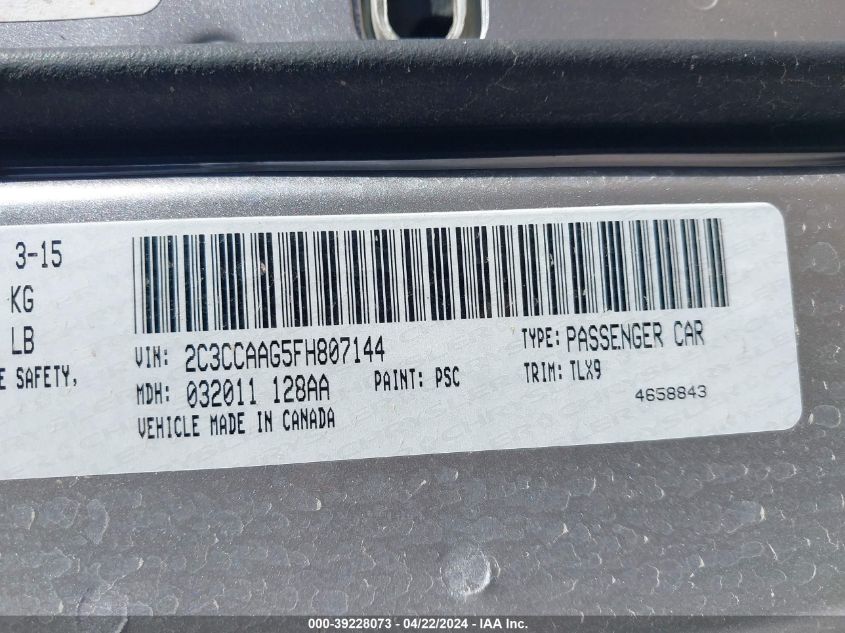 3-15
KG
LB
E SAFETY,
VIN: 2C3CCAAG5FH807144
TYPE: PASSENGER CAR
MDH: 032011 128AA
PAINT: PSC
TRIM: TLX9
VEHICLE MADE IN CANADA
4658843
000-39228073 - 04/22/2024 - IAA Inc.